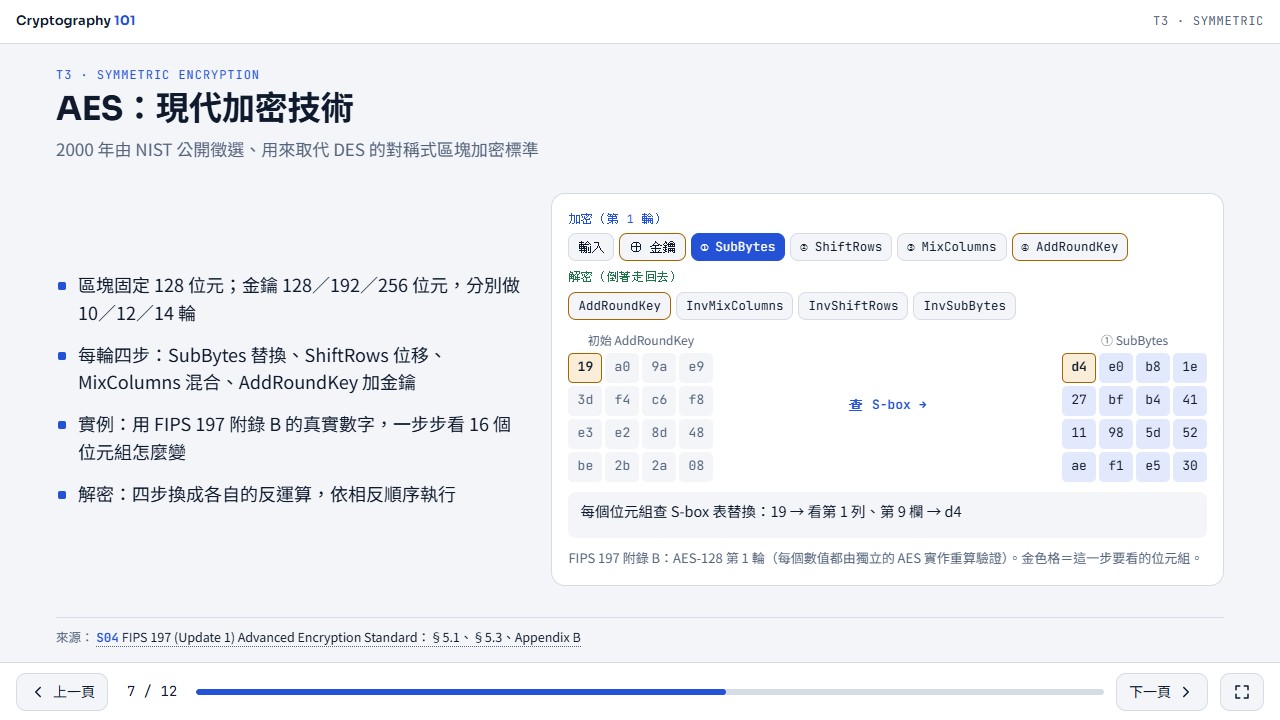 Cryptography 101
T3 · SYMMETRIC
T3 · SYMMETRIC ENCRYPTION
AES：現代加密技術
2000 年由 NIST 公開徵選、用來取代 DES 的對稱式區塊加密標準
區塊固定 128 位元；金鑰 128／192／256 位元，分別做
10／12／14 輪
每輪四步：SubBytes 替換、ShiftRows 位移、
MixColumns 混合、AddRoundKey 加金鑰
實例：用 FIPS 197 附錄 B 的真實數字，一步步看 16 個
位元組怎麼變
解密：四步換成各自的反運算，依相反順序執行
加密（第 1 輪）
輸入 ⊕ 金鑰 ① SubBytes ② ShiftRows ③ MixColumns ④ AddRoundKey
解密（倒著走回去）
AddRoundKey InvMixColumns InvShiftRows InvSubBytes
初始 AddRoundKey
19 a0 9a e9
3d f4 c6 f8
e3 e2 8d 48
be 2b 2a 08
查 S-box →
① SubBytes
d4 e0 b8 1e
27 bf b4 41
11 98 5d 52
ae f1 e5 30
每個位元組查 S-box 表替換：19 → 看第 1 列、第 9 欄 → d4
FIPS 197 附錄 B：AES-128 第 1 輪（每個數值都由獨立的 AES 實作重算驗證）。金色格＝這一步要看的位元組。
來源： S04 FIPS 197 (Update 1) Advanced Encryption Standard：§5.1、§5.3、Appendix B
上一頁
7 / 12
下一頁